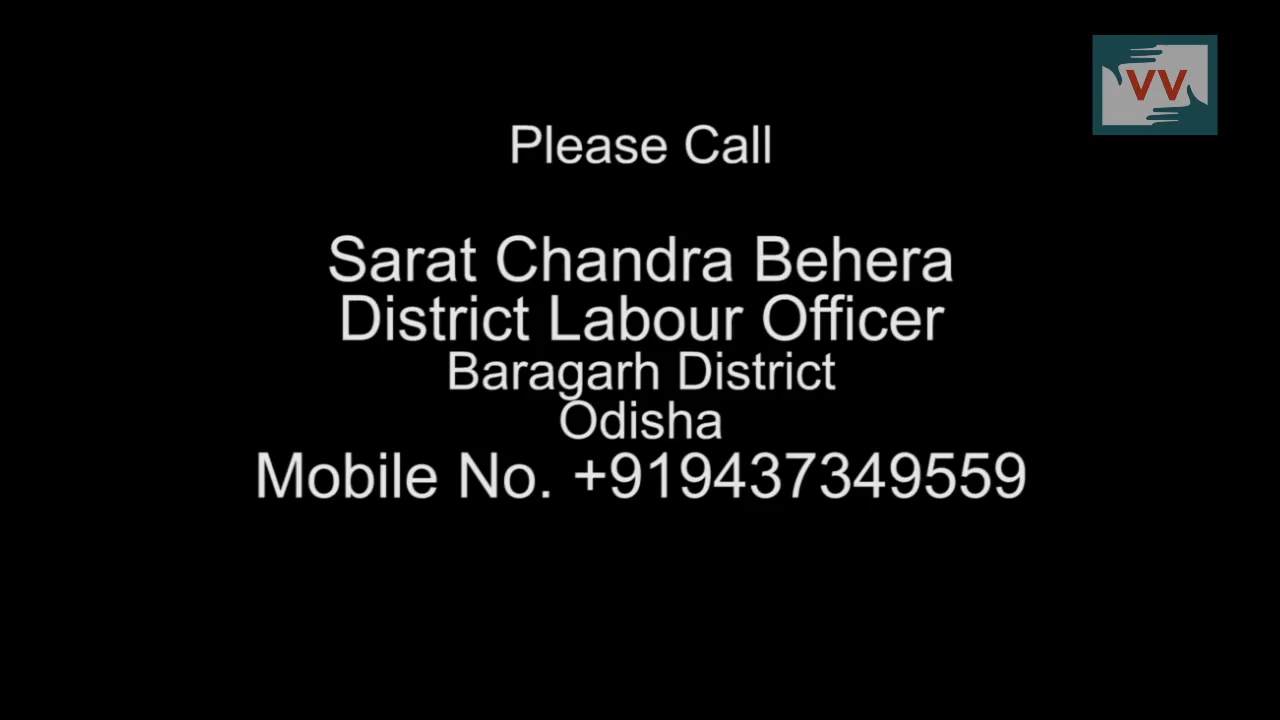 VV
Please Call
Sarat Chandra Behera
District Labour Officer
Baragarh District
Odisha
Mobile No. +919437349559